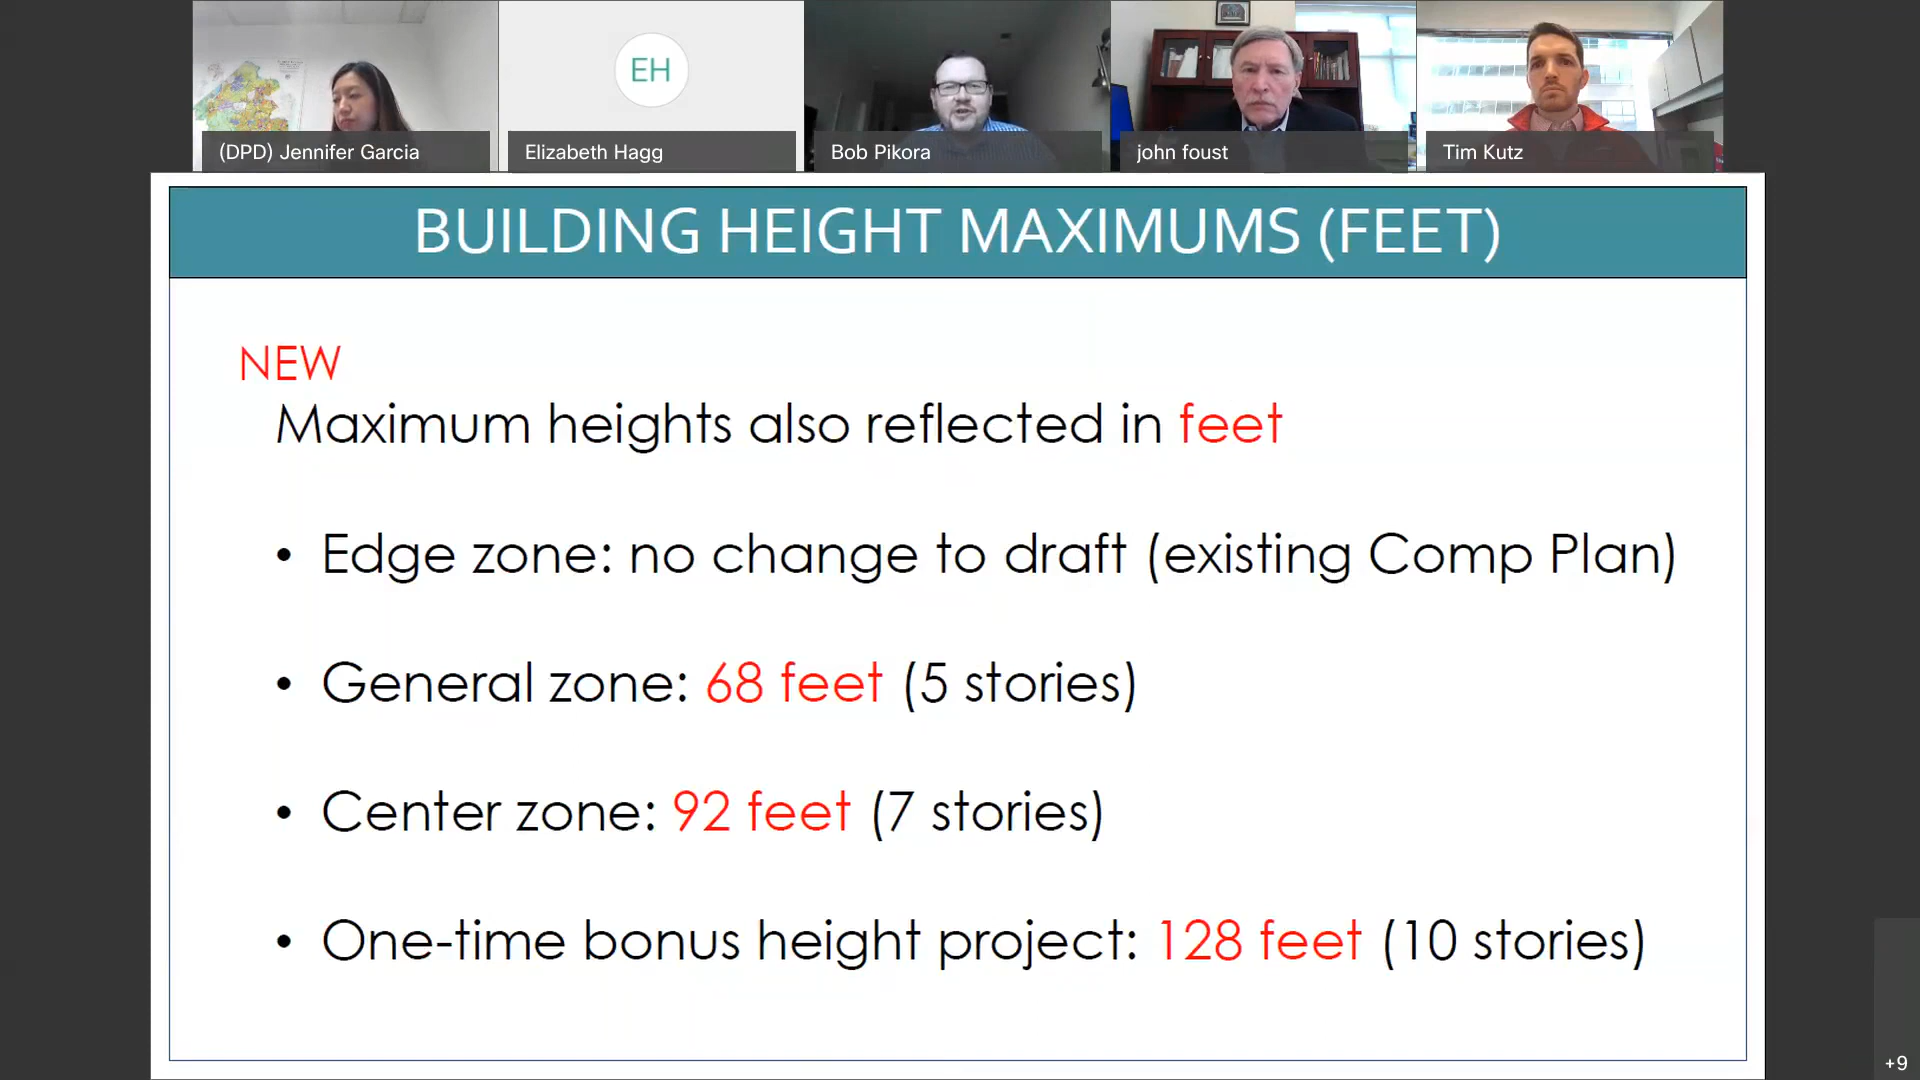 EH
(DPD) Jennifer Garcia
Elizabeth Hagg
Bob Pikora
john foust
Tim Kutz
BUILDING HEIGHT MAXIMUMS (FEET)
NEW
Maximum heights also reflected in feet
• Edge zone: no change to draft (existing Comp Plan)
• General zone: 68 feet (5 stories)
• Center zone: 92 feet (7 stories)
• One-time bonus height project: 128 feet (10 stories)
+9